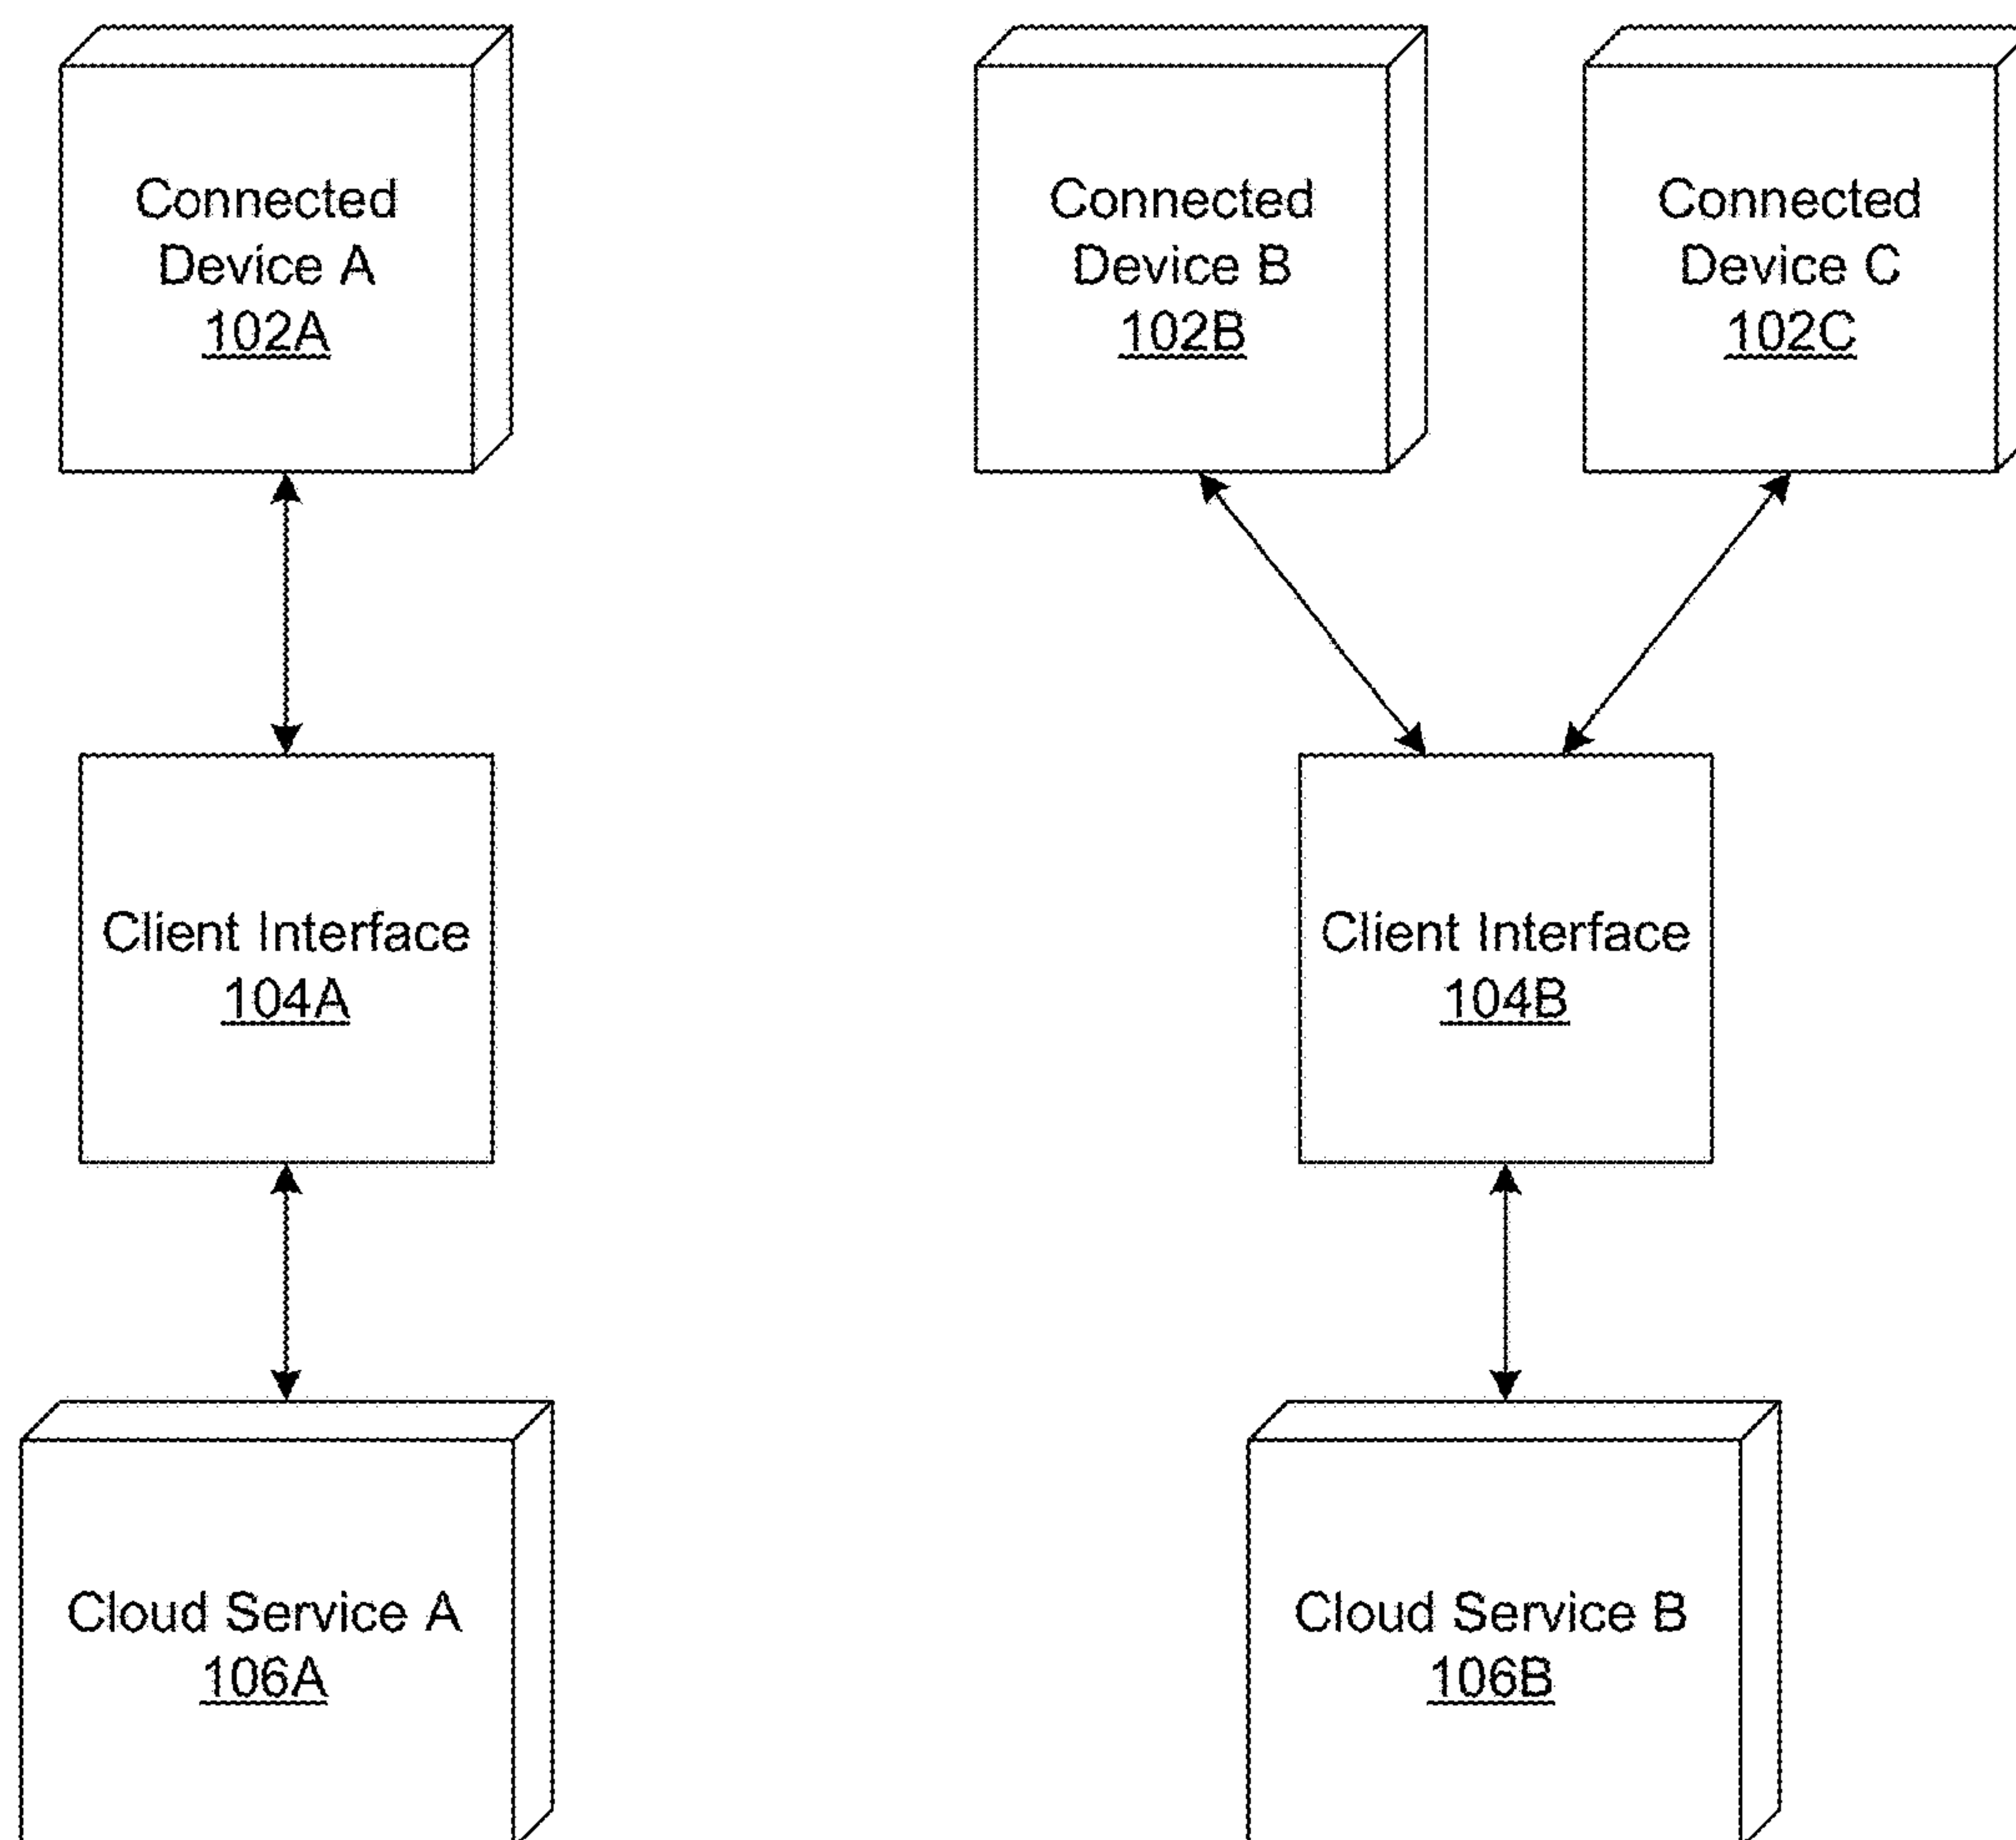 Connected
Device A
102A
Connected
Device B
102B
Connected
Device C
102C
Client Interface
104A
Client Interface
104B
Cloud Service A
106A
Cloud Service B
106B